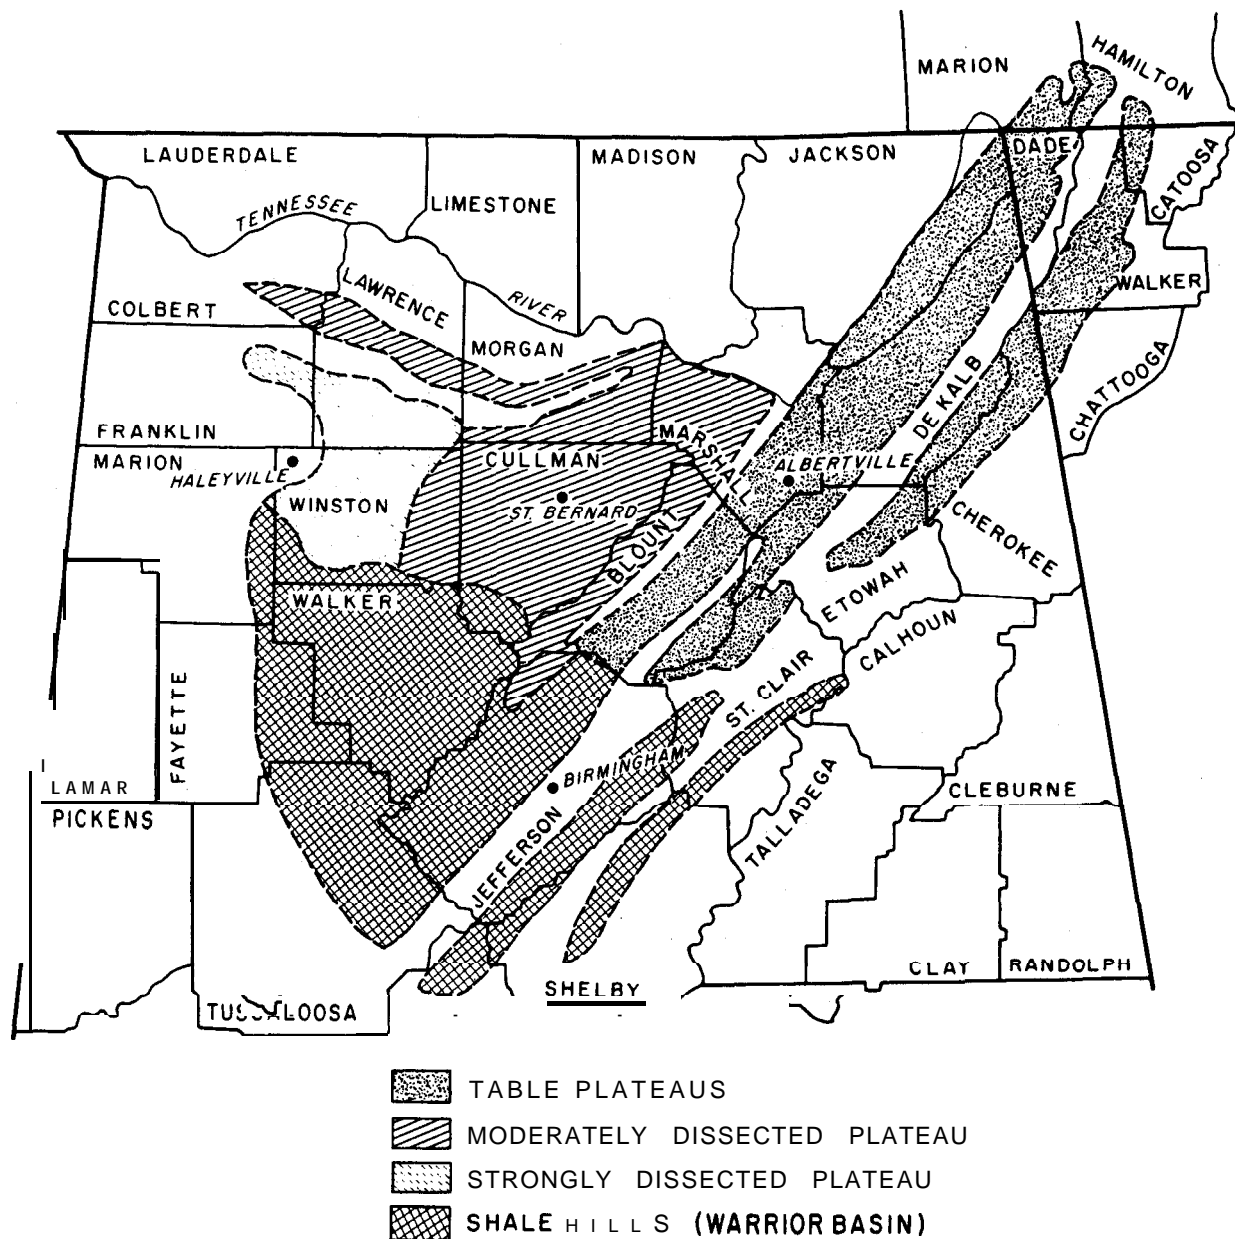 MARION
HAMILTON
LAUDERDALE
MADISON
JACKSON
DADE
CATOOSA
TENNESSEE
LIMESTONE
LAWRENCE
RIVER
WALKER
COLBERT
MORGAN
CHATTOOGA
DE KALB
FRANKLIN
MARION
HALEYVILLE
CULLMAN
MARSHALL
ALBERTVILLE
WINSTON
ST. BERNARD
BLOUNT
CHEROKEE
WALKER
ETOWAH
CALHOUN
FAYETTE
ST. CLAIR
BIRMINGHAM
LAMAR
PICKENS
JEFFERSON
TALLADEGA
CLEBURNE
CLAY
RANDOLPH
SHELBY
TUSCALOOSA
TABLE PLATEAUS
MODERATELY DISSECTED PLATEAU
STRONGLY DISSECTED PLATEAU
SHALE HILLS (WARRIOR BASIN)